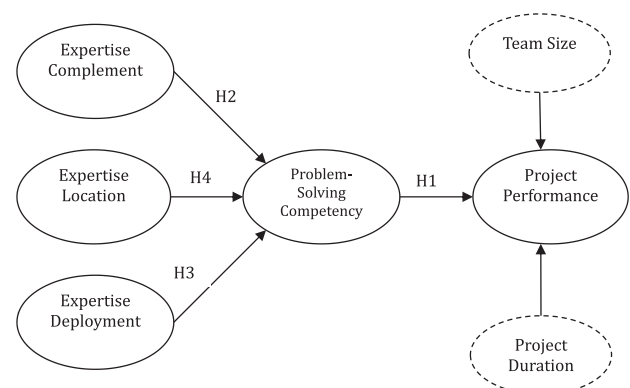 Expertise
Complement
Team Size
H2
Expertise
Location
H4
Problem-
Solving
Competency
H1
Project
Performance
H3
Expertise
Deployment
Project
Duration